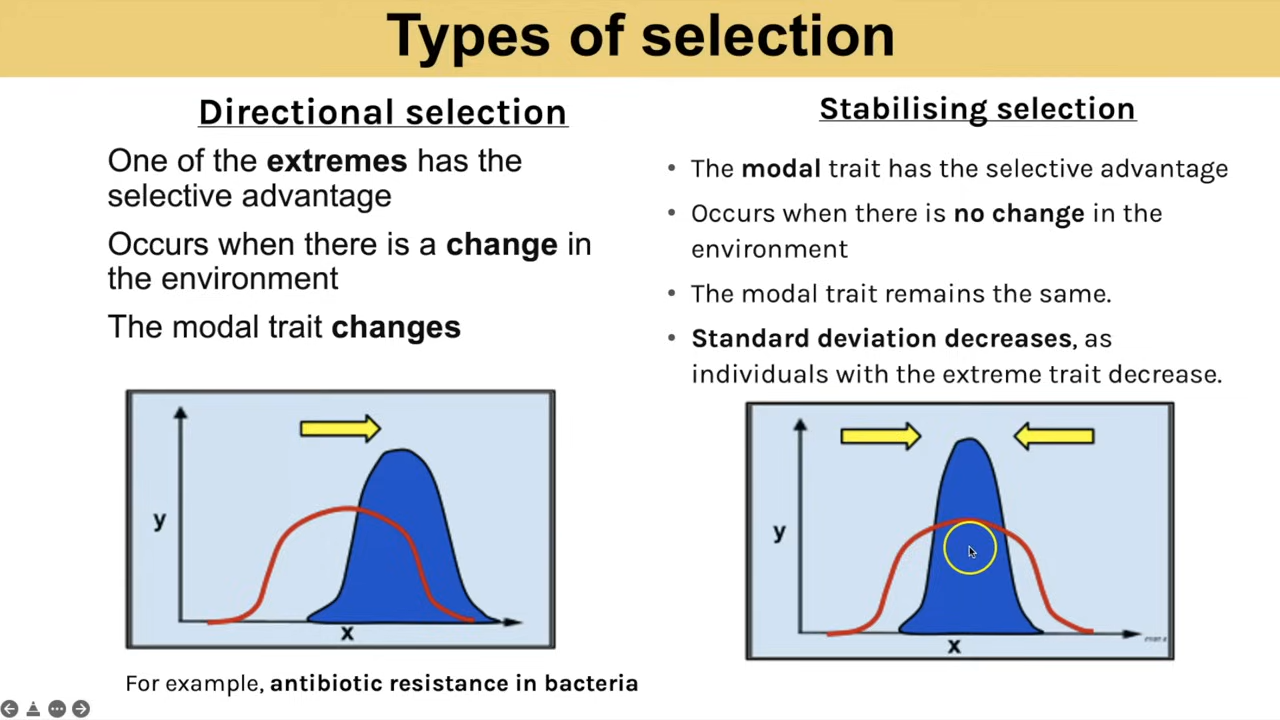 Types of selection
Directional selection
One of the extremes has the
selective advantage
Occurs when there is a change in
the environment
The modal trait changes
y
x
For example, antibiotic resistance in bacteria
Stabilising selection
• The modal trait has the selective advantage
• Occurs when there is no change in the
environment
• The modal trait remains the same.
• Standard deviation decreases, as
individuals with the extreme trait decrease.
y
x